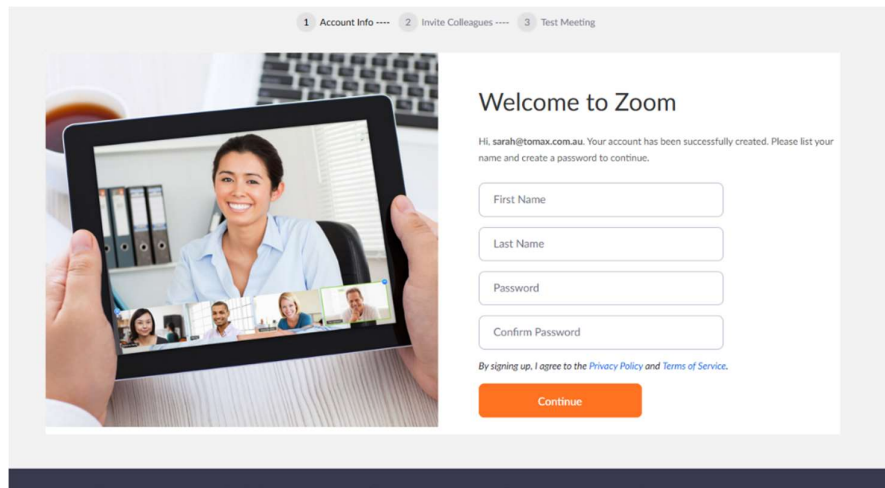 1 Account Info ---- 2 Invite Colleagues ---- 3 Test Meeting
Welcome to Zoom
Hi, sarah@tomax.com.au. Your account has been successfully created. Please list your
name and create a password to continue.
First Name
Last Name
Password
Confirm Password
By signing up, I agree to the Privacy Policy and Terms of Service.
Continue